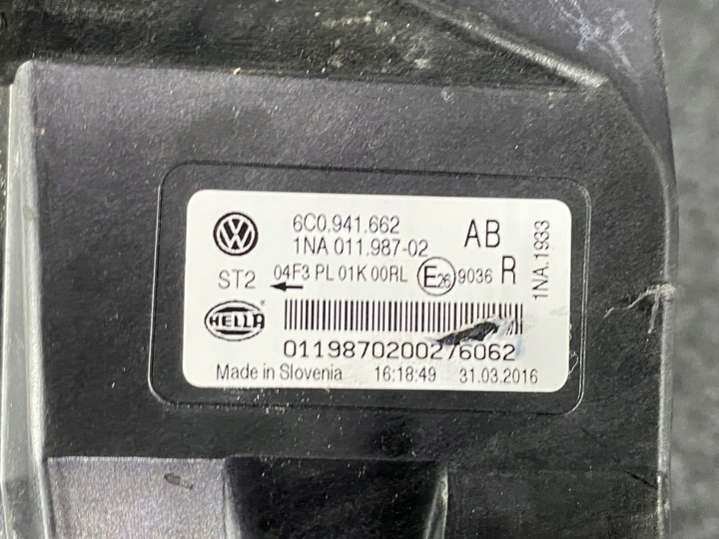 6C0.941.662
1NA 011.987-02
AB
ST2
04F3 PL 01K 00RL
E26
9036
R
1NA.1933
HELLA
0119870200276062
Made in Slovenia 16:18:49 31.03.2016